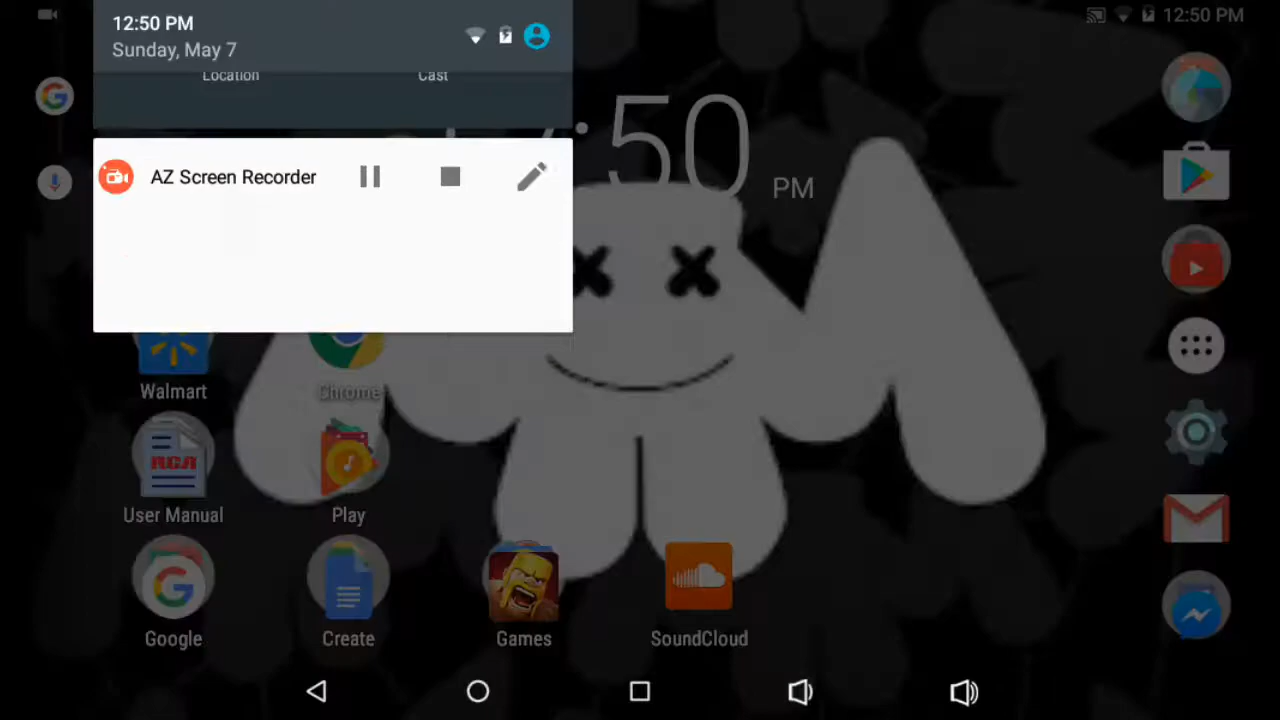 12:50 PM
Sunday, May 7
12:50 PM
Location
Cast
:50
PM
AZ Screen Recorder
Walmart
Chrome
RCA
User Manual
Play
Google
Create
Games
SoundCloud